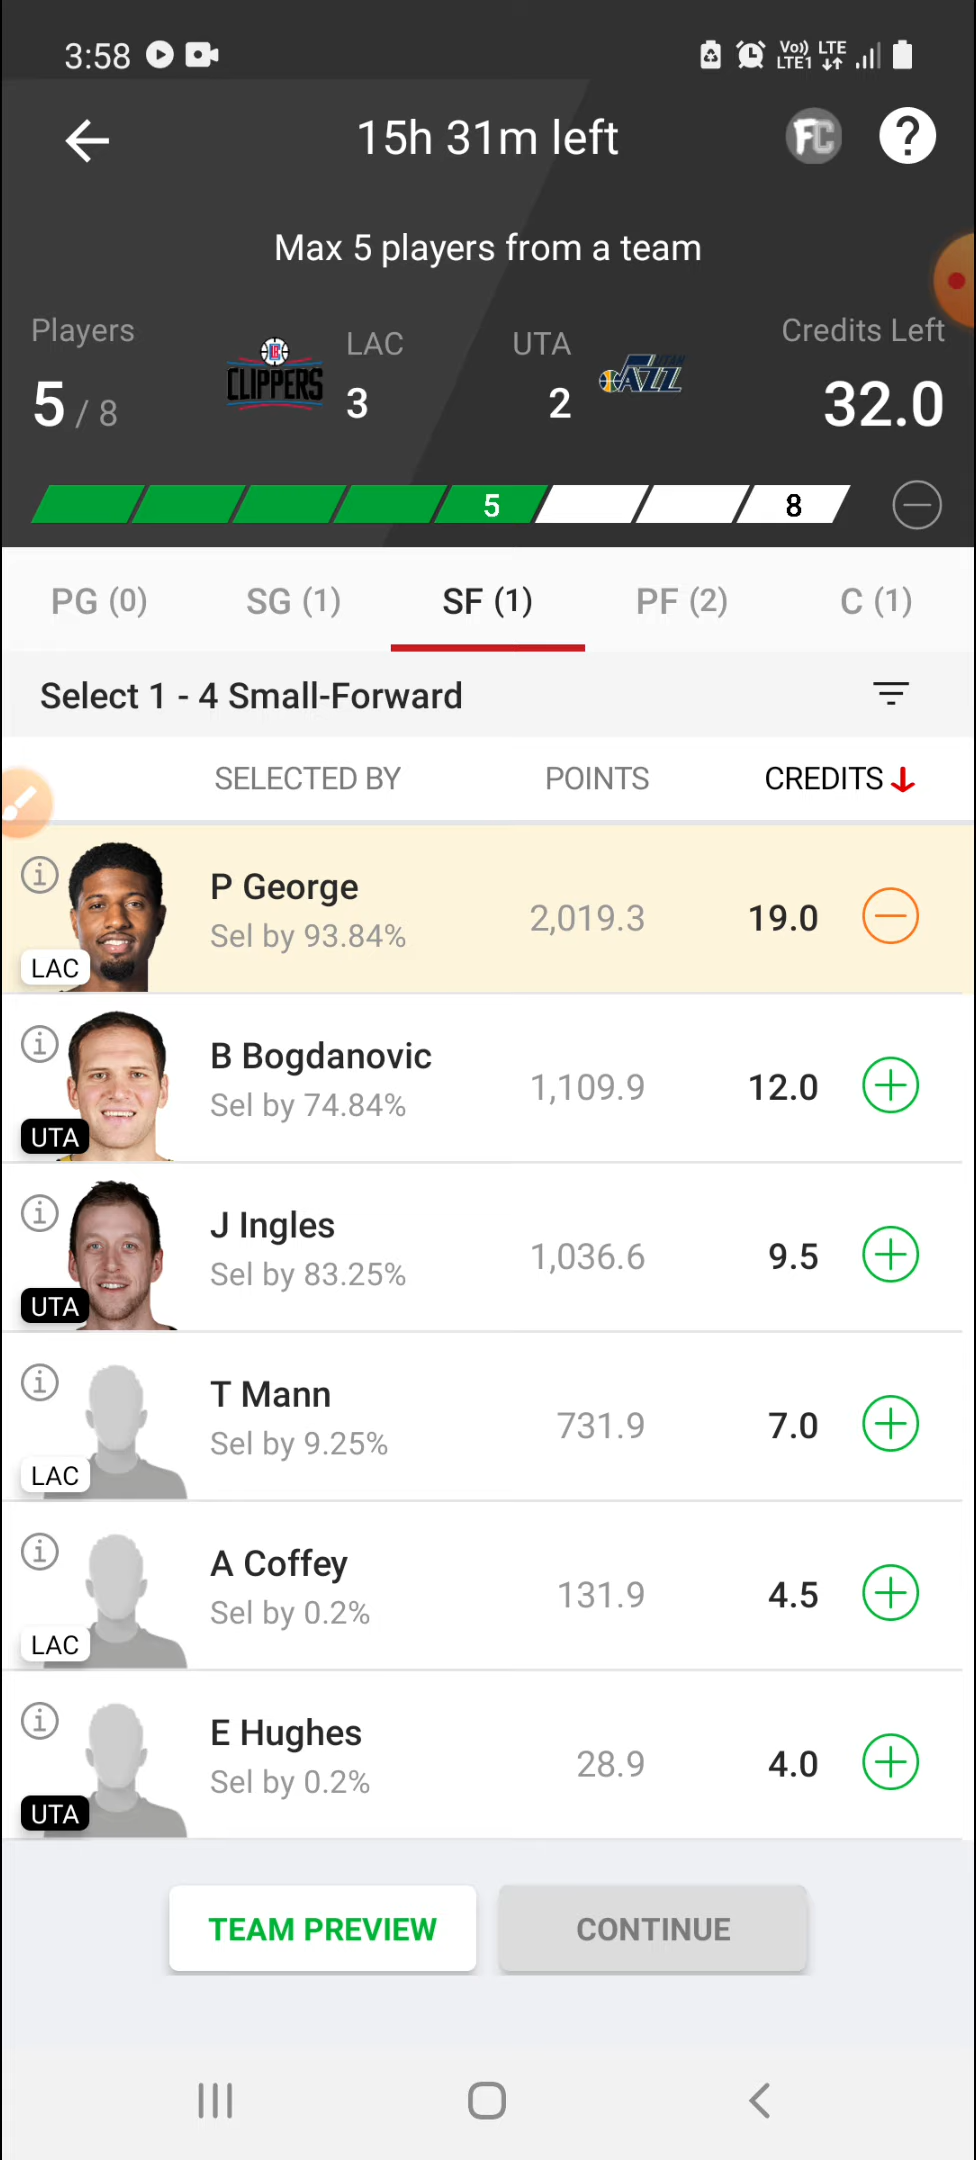 3:58
Vo)) LTE
LTE1
15h 31m left
FC
?
Max 5 players from a team
Players
LAC
UTA
Credits Left
5 / 8
CLIPPERS
3
2
UTAH
JAZZ
32.0
5
8
PG (0)
SG (1)
SF (1)
PF (2)
C (1)
Select 1 - 4 Small-Forward
SELECTED BY
POINTS
CREDITS
P George
Sel by 93.84%
2,019.3
19.0
LAC
B Bogdanovic
Sel by 74.84%
1,109.9
12.0
UTA
J Ingles
Sel by 83.25%
1,036.6
9.5
UTA
T Mann
Sel by 9.25%
731.9
7.0
LAC
A Coffey
Sel by 0.2%
131.9
4.5
LAC
E Hughes
Sel by 0.2%
28.9
4.0
UTA
TEAM PREVIEW
CONTINUE